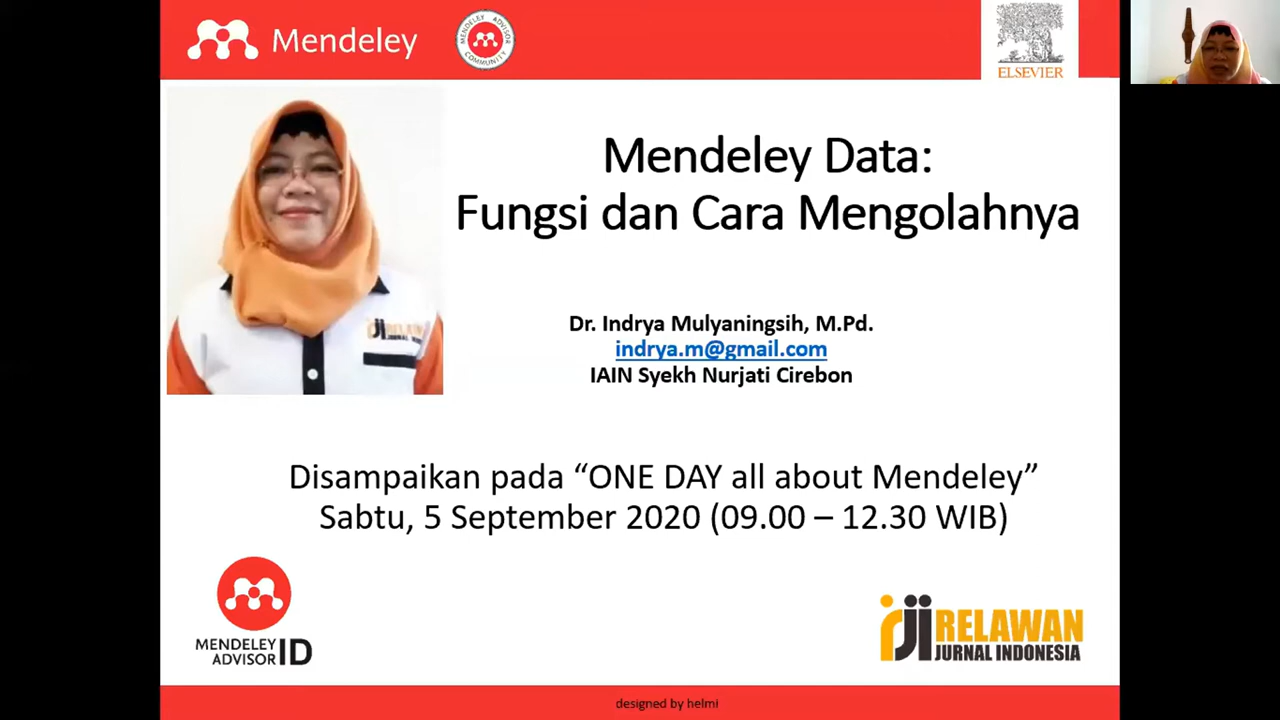 Mendeley
MENDELEY ADVISOR COMMUNITY
ELSEVIER
Mendeley Data:
Fungsi dan Cara Mengolahnya
Dr. Indrya Mulyaningsih, M.Pd.
indrya.m@gmail.com
IAIN Syekh Nurjati Cirebon
Disampaikan pada “ONE DAY all about Mendeley”
Sabtu, 5 September 2020 (09.00 – 12.30 WIB)
MENDELEY
ADVISOR ID
rji RELAWAN
JURNAL INDONESIA
designed by helmi